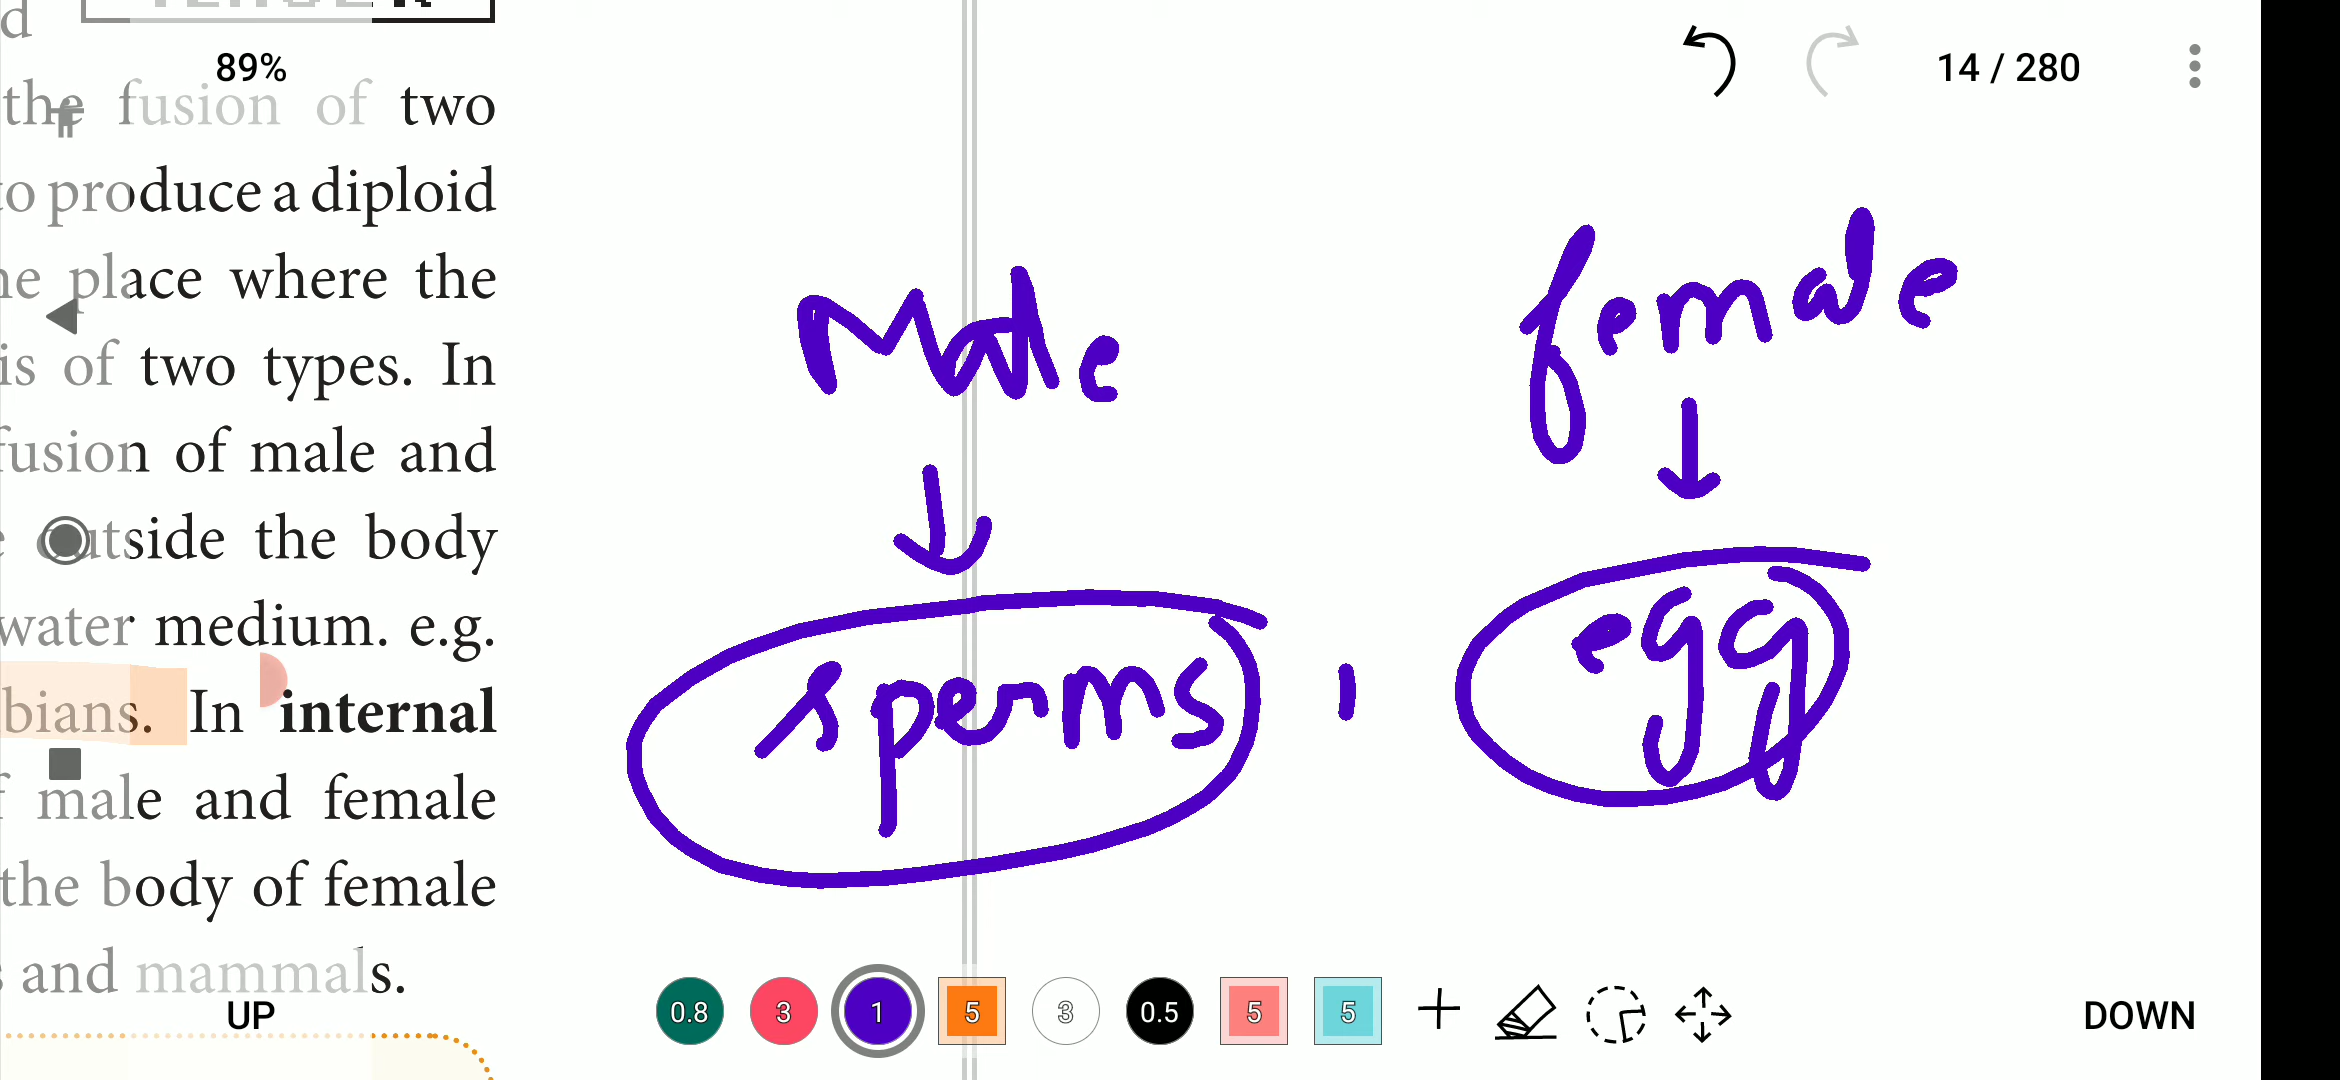 d
89%
14 / 280
the fusion of two
to produce a diploid
place where the
is of two types. In
fusion of male and
outside the body
water medium. e.g.
bians. In internal
male and female
the body of female
and mammals.
Male
female
sperms , egg
0.8 3 1 5 3 0.5 5 5
UP
DOWN